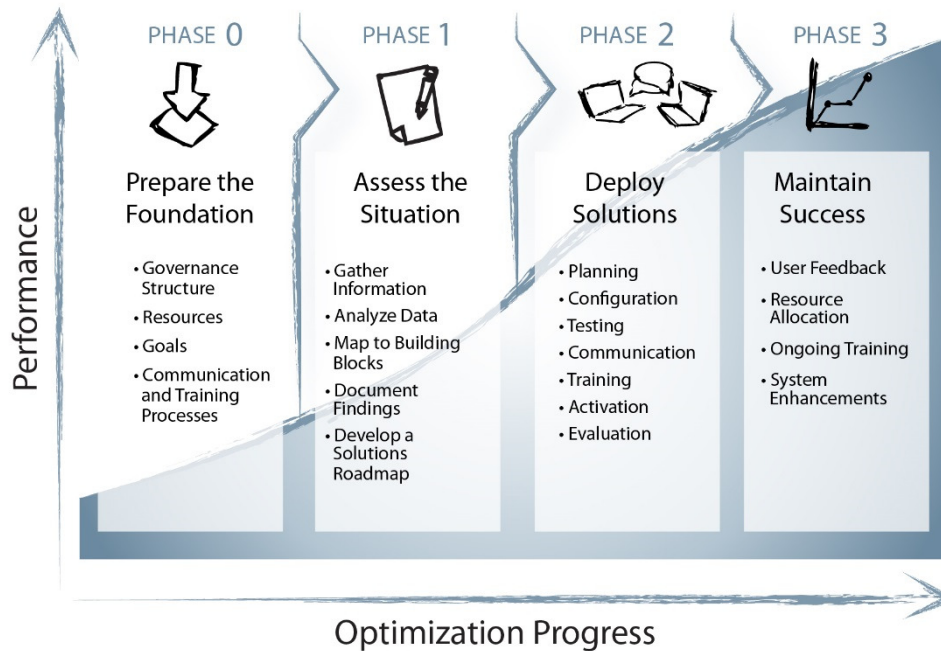 PHASE 0
Prepare the
Foundation
• Governance
Structure
• Resources
• Goals
• Communication
and Training
Processes
PHASE 1
Assess the
Situation
• Gather
Information
• Analyze Data
• Map to Building
Blocks
• Document
Findings
• Develop a
Solutions
Roadmap
PHASE 2
Deploy
Solutions
• Planning
• Configuration
• Testing
• Communication
• Training
• Activation
• Evaluation
PHASE 3
Maintain
Success
• User Feedback
• Resource
Allocation
• Ongoing Training
• System
Enhancements
Performance
Optimization Progress